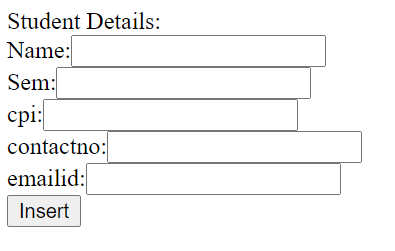 Student Details:
Name:
Sem:
cpi:
contactno:
emailid:
Insert